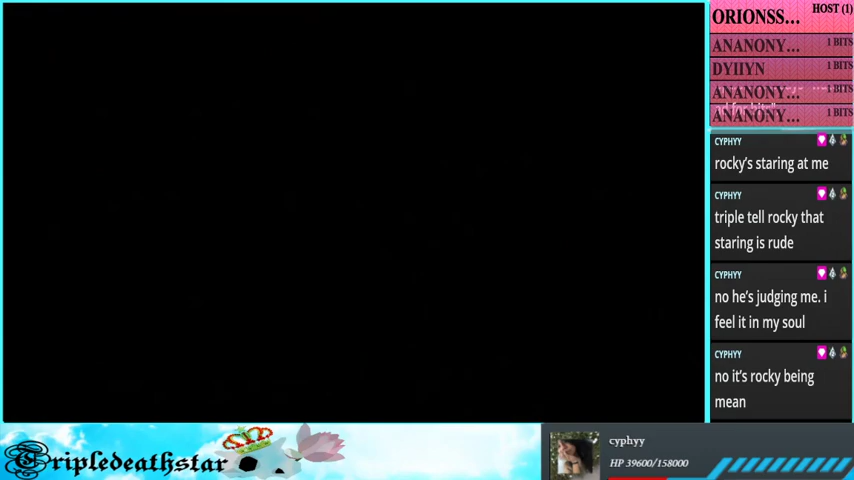 ORIONSS... HOST (1)
ANANONY... 1 BITS
DYIIYN 1 BITS
ANANONY... 1 BITS
ANANONY... 1 BITS
CYPHYY
rocky's staring at me
CYPHYY
triple tell rocky that
staring is rude
CYPHYY
no he's judging me. i
feel it in my soul
CYPHYY
no it's rocky being
mean
Tripledeathstar
cyphyy
HP 39600/158000